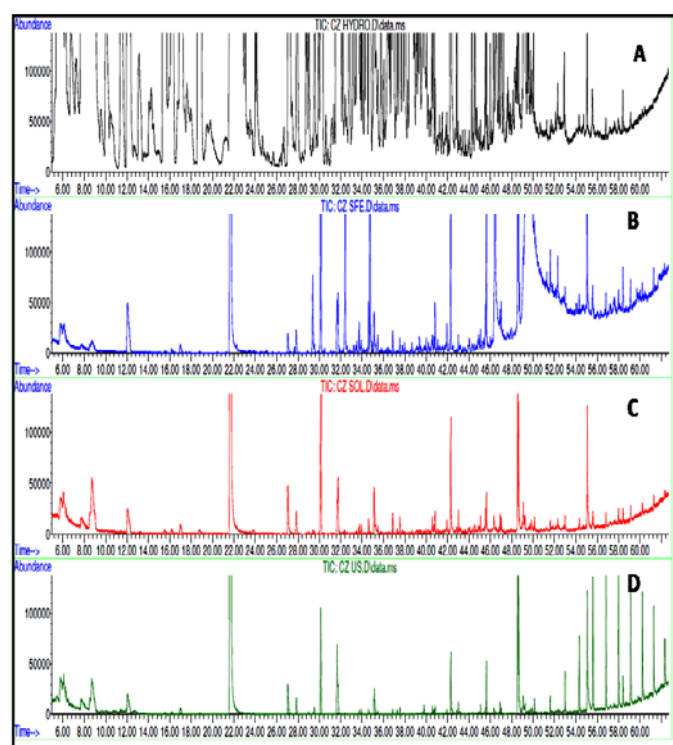 Abundance
TIC: CZ HYDRO.D\data.ms
A
100000
50000
0
6.00 8.00 10.00 12.00 14.00 16.00 18.00 20.00 22.00 24.00 26.00 28.00 30.00 32.00 34.00 36.00 38.00 40.00 42.00 44.00 46.00 48.00 50.00 52.00 54.00 56.00 58.00 60.00
Time-->
Abundance
TIC: CZ SFE.D\data.ms
B
100000
50000
0
6.00 8.00 10.00 12.00 14.00 16.00 18.00 20.00 22.00 24.00 26.00 28.00 30.00 32.00 34.00 36.00 38.00 40.00 42.00 44.00 46.00 48.00 50.00 52.00 54.00 56.00 58.00 60.00
Time-->
Abundance
TIC: CZ SOL.D\data.ms
C
100000
50000
0
6.00 8.00 10.00 12.00 14.00 16.00 18.00 20.00 22.00 24.00 26.00 28.00 30.00 32.00 34.00 36.00 38.00 40.00 42.00 44.00 46.00 48.00 50.00 52.00 54.00 56.00 58.00 60.00
Time-->
Abundance
TIC: CZ US.D\data.ms
D
100000
50000
0
6.00 8.00 10.00 12.00 14.00 16.00 18.00 20.00 22.00 24.00 26.00 28.00 30.00 32.00 34.00 36.00 38.00 40.00 42.00 44.00 46.00 48.00 50.00 52.00 54.00 56.00 58.00 60.00
Time-->